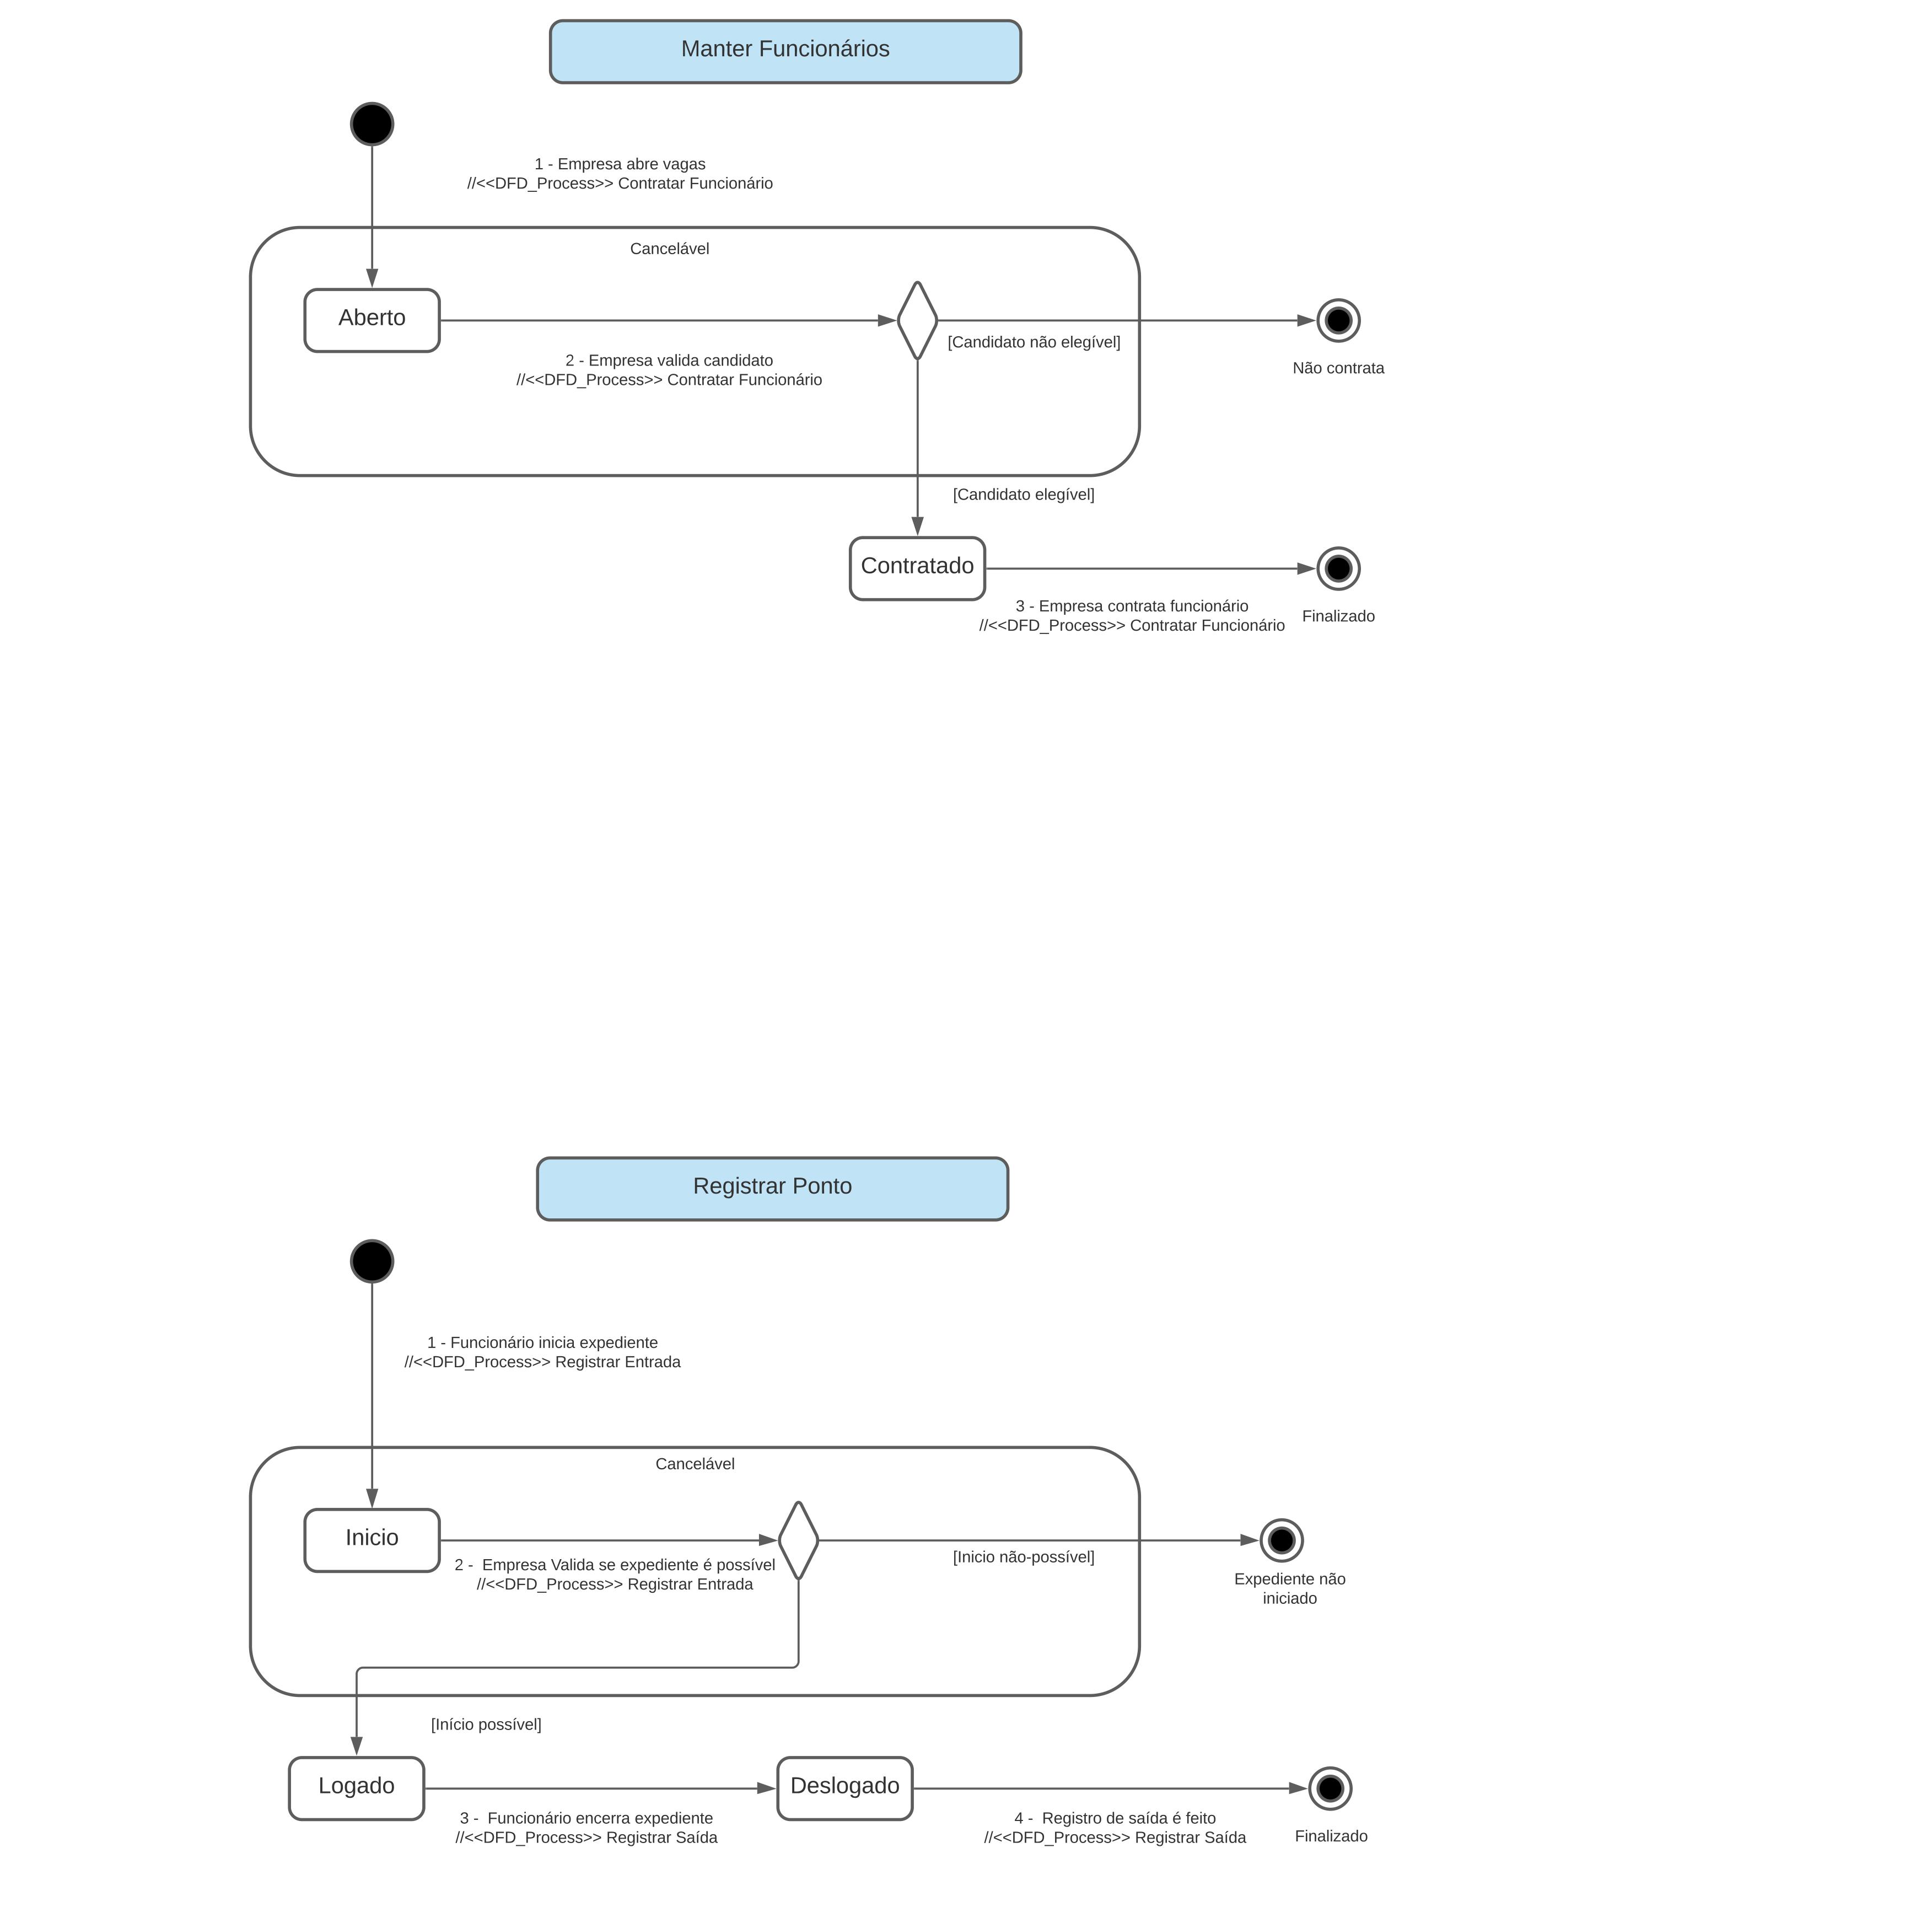 Manter Funcionários
1 - Empresa abre vagas
//<<DFD_Process>> Contratar Funcionário
Cancelável
Aberto
2 - Empresa valida candidato
//<<DFD_Process>> Contratar Funcionário
[Candidato não elegível]
Não contrata
[Candidato elegível]
Contratado
3 - Empresa contrata funcionário
//<<DFD_Process>> Contratar Funcionário
Finalizado
Registrar Ponto
1 - Funcionário inicia expediente
//<<DFD_Process>> Registrar Entrada
Cancelável
Inicio
2 -  Empresa Valida se expediente é possível
//<<DFD_Process>> Registrar Entrada
[Inicio não-possível]
Expediente não
iniciado
[Início possível]
Logado
3 -  Funcionário encerra expediente
//<<DFD_Process>> Registrar Saída
Deslogado
4 -  Registro de saída é feito
//<<DFD_Process>> Registrar Saída
Finalizado